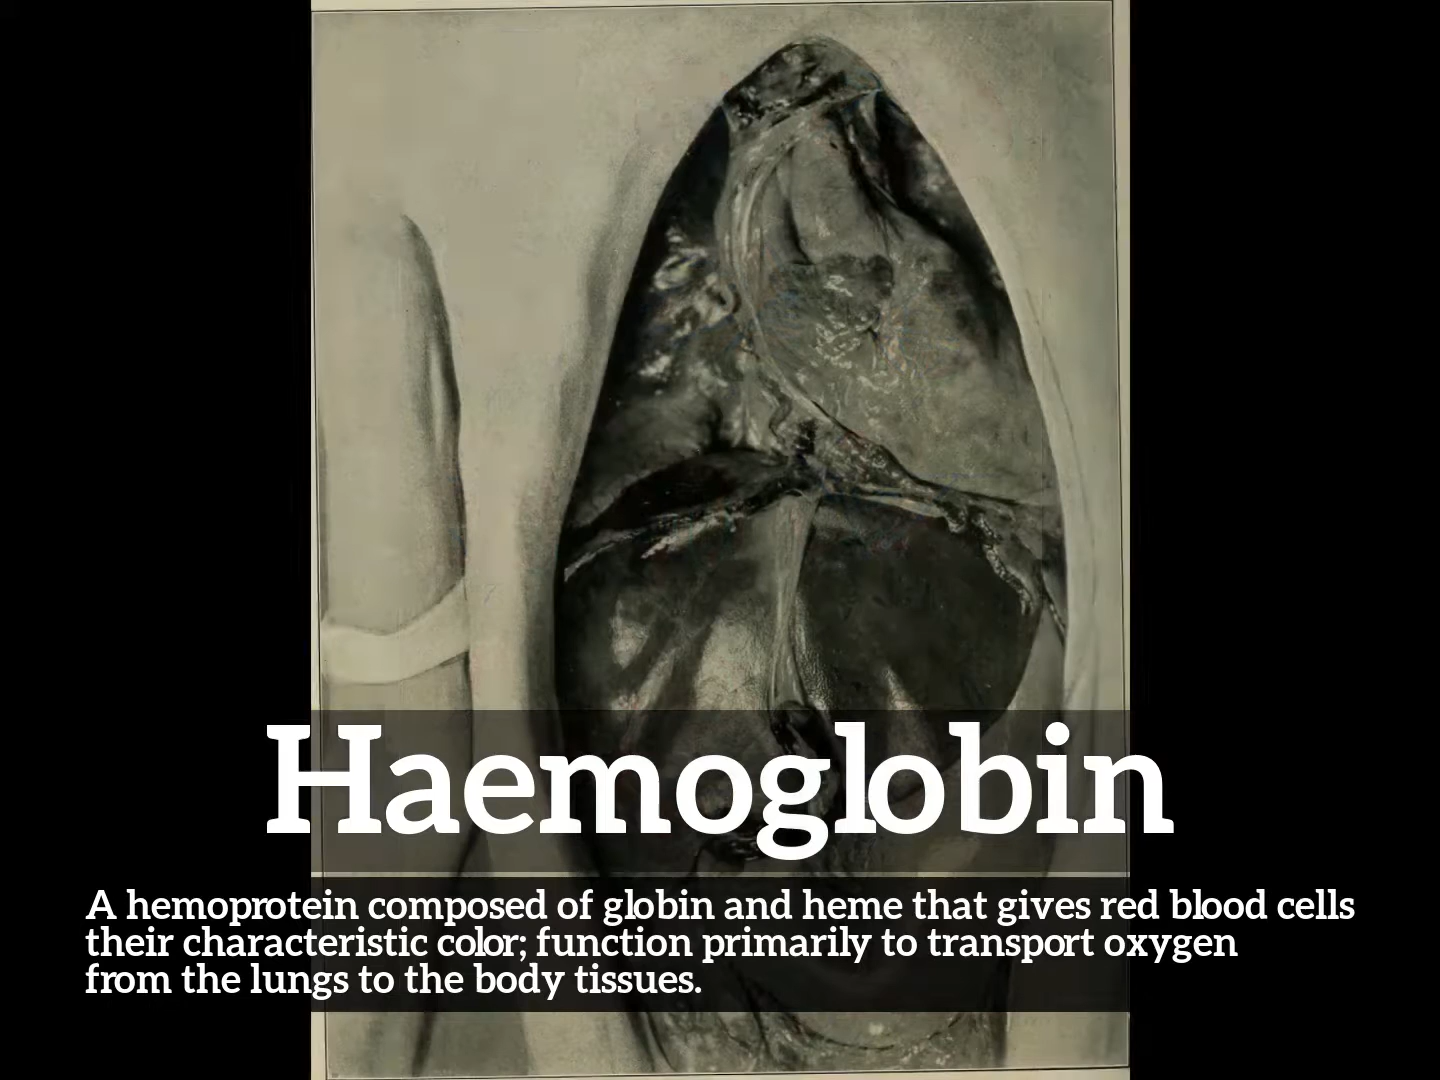 Haemoglobin
A hemoprotein composed of globin and heme that gives red blood cells
their characteristic color; function primarily to transport oxygen
from the lungs to the body tissues.